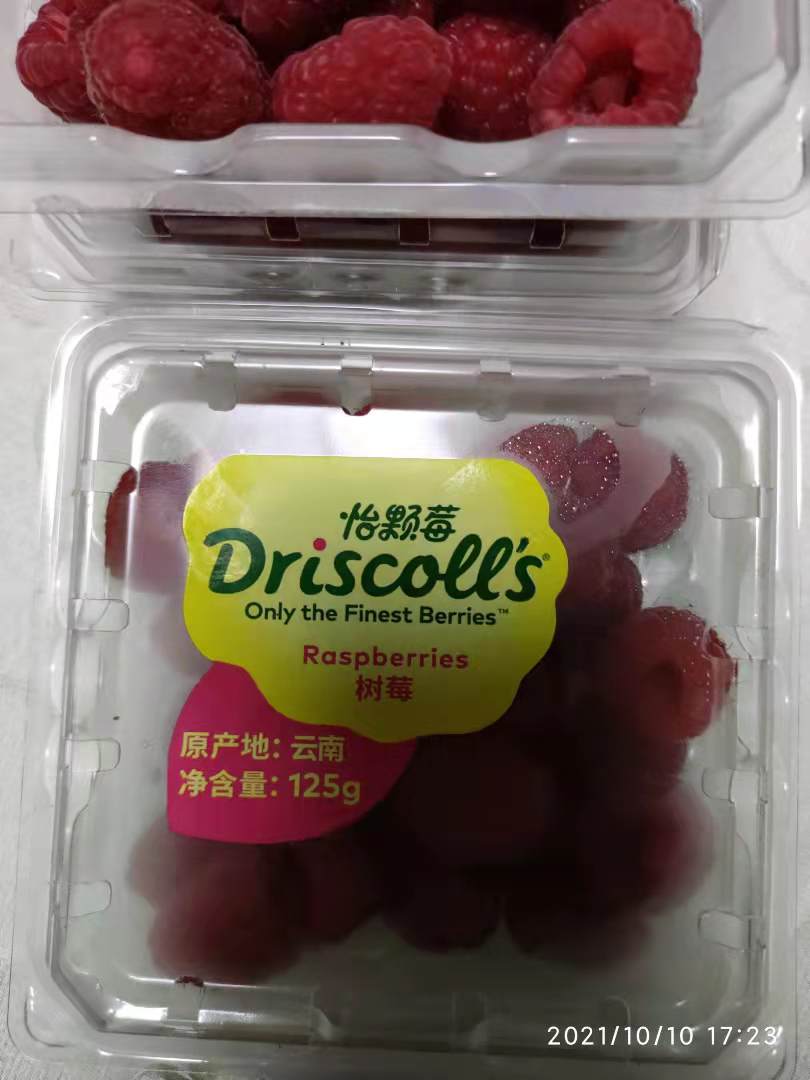 怡颗莓
Driscoll's®
Only the Finest Berries™
Raspberries
树莓
原产地：云南
净含量：125g
2021/10/10 17:23